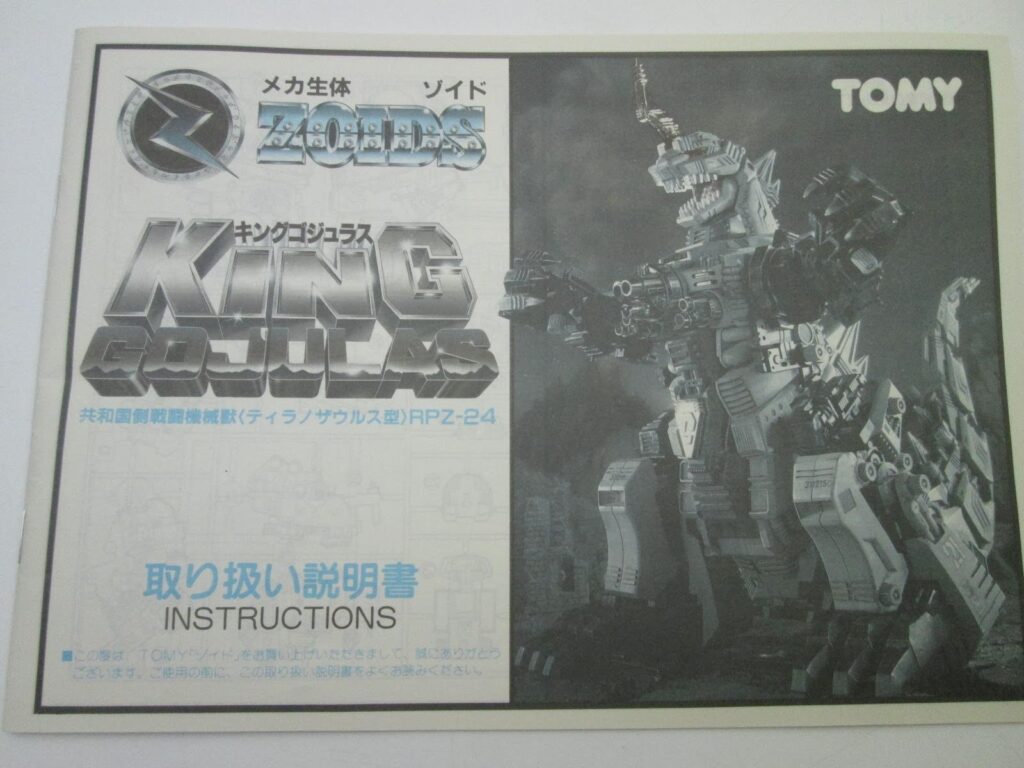 メカ生体 ゾイド
ZOIDS
キングゴジュラス
KING
GOJULAS
共和国側戦闘機械獣〈ティラノザウルス型〉RPZ-24
取り扱い説明書
INSTRUCTIONS
■この度は、TOMY「ゾイド」をお買い上げいただきまして、誠にありがとう
ございます。ご使用の前に、この取り扱い説明書をよくお読みください。
TOMY